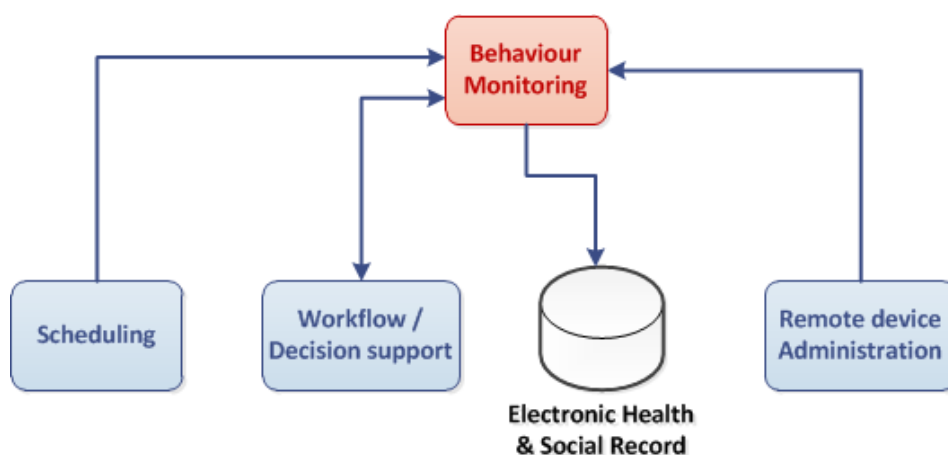 Behaviour
Monitoring
Scheduling
Workflow /
Decision support
Remote device
Administration
Electronic Health
& Social Record